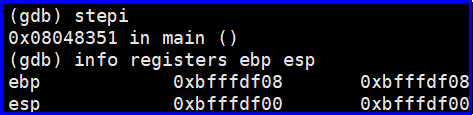 (gdb) stepi
0x08048351 in main ()
(gdb) info registers ebp esp
ebp            0xbfffdf08       0xbfffdf08
esp            0xbfffdf00       0xbfffdf00